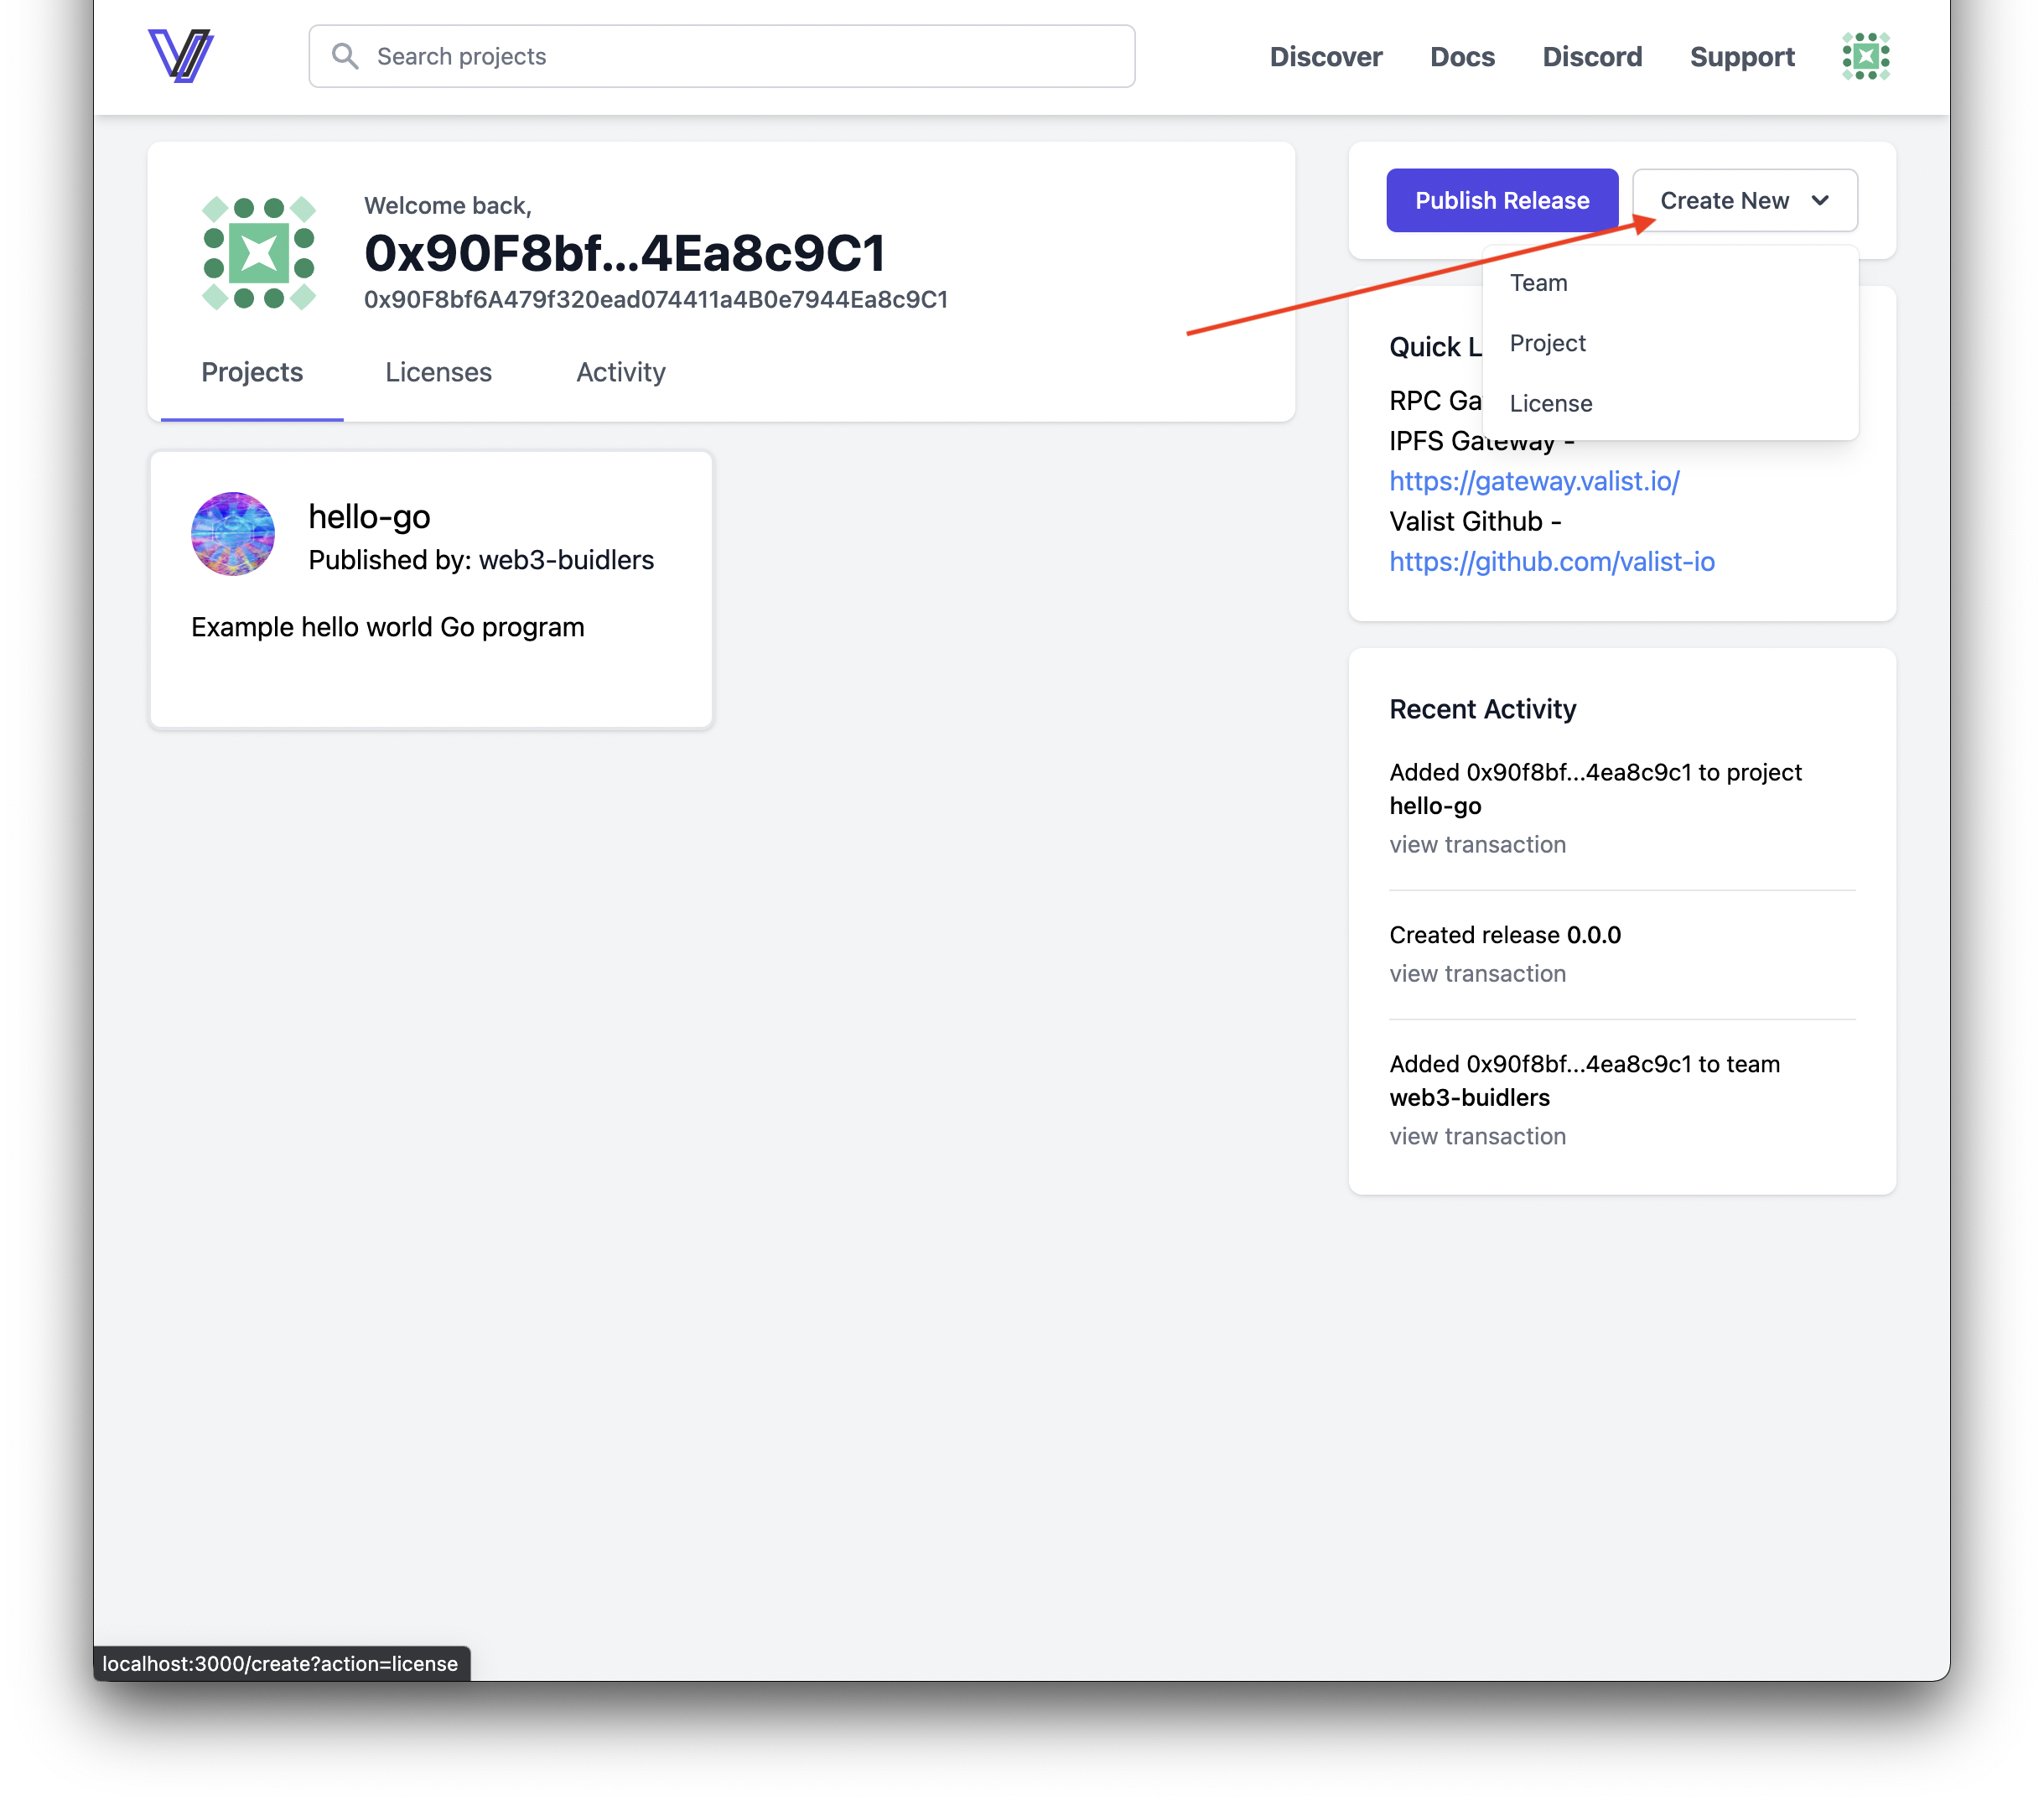 Search projects
Discover
Docs
Discord
Support
Welcome back,
0x90F8bf...4Ea8c9C1
0x90F8bf6A479f320ead074411a4B0e7944Ea8c9C1
Projects
Licenses
Activity
hello-go
Published by: web3-buidlers
Example hello world Go program
Publish Release
Create New
Team
Project
License
Quick L
RPC Ga
IPFS Gateway -
https://gateway.valist.io/
Valist Github -
https://github.com/valist-io
Recent Activity
Added 0x90f8bf...4ea8c9c1 to project
hello-go
view transaction
Created release 0.0.0
view transaction
Added 0x90f8bf...4ea8c9c1 to team
web3-buidlers
view transaction
localhost:3000/create?action=license